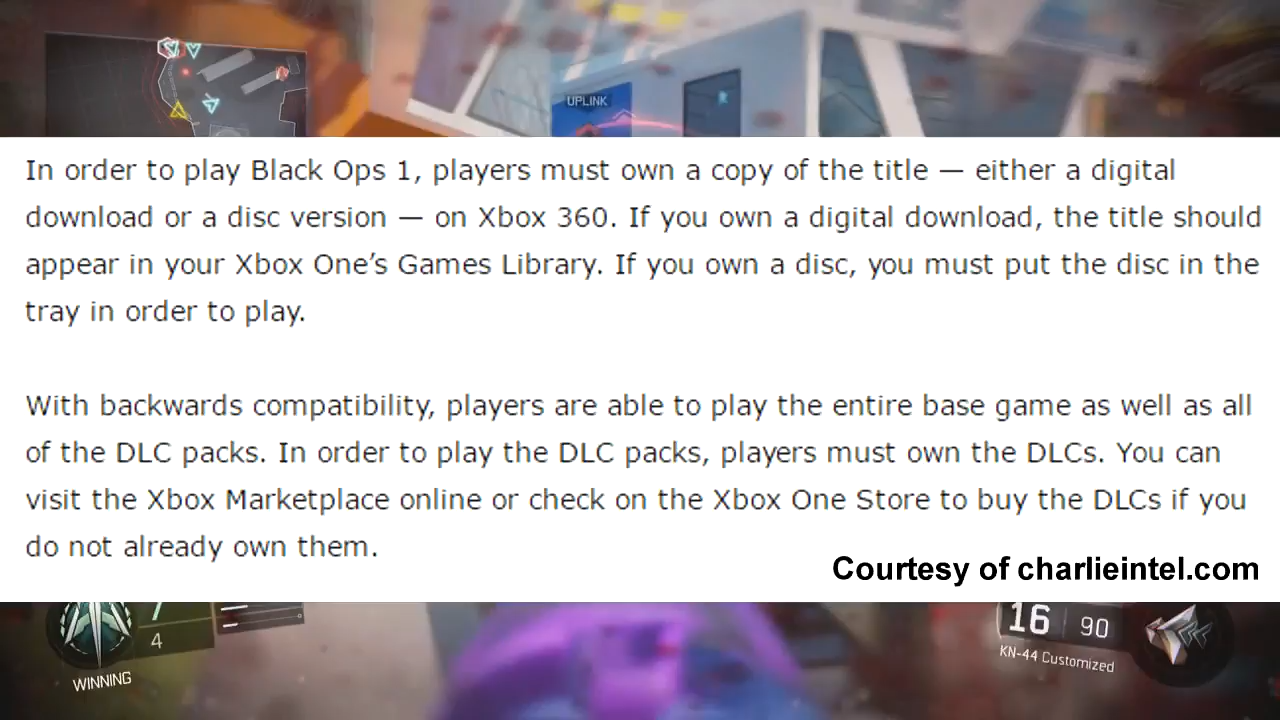 UPLINK
In order to play Black Ops 1, players must own a copy of the title — either a digital
download or a disc version — on Xbox 360. If you own a digital download, the title should
appear in your Xbox One’s Games Library. If you own a disc, you must put the disc in the
tray in order to play.
With backwards compatibility, players are able to play the entire base game as well as all
of the DLC packs. In order to play the DLC packs, players must own the DLCs. You can
visit the Xbox Marketplace online or check on the Xbox One Store to buy the DLCs if you
do not already own them.
Courtesy of charlieintel.com
4
WINNING
16 90
KN-44 Customized